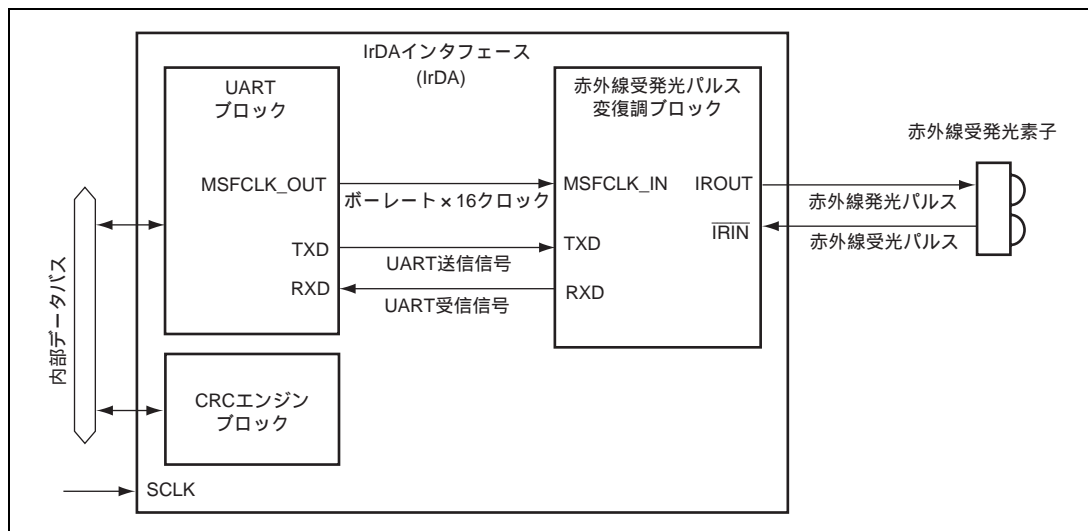 IrDAインタフェース
(IrDA)
UART
ブロック
赤外線受発光パルス
変復調ブロック
赤外線受発光素子
MSFCLK_OUT
MSFCLK_IN
IROUT
ボーレート×16クロック
赤外線発光パルス
IRIN
TXD
TXD
赤外線受光パルス
UART送信信号
RXD
RXD
UART受信信号
内部データバス
CRCエンジン
ブロック
SCLK